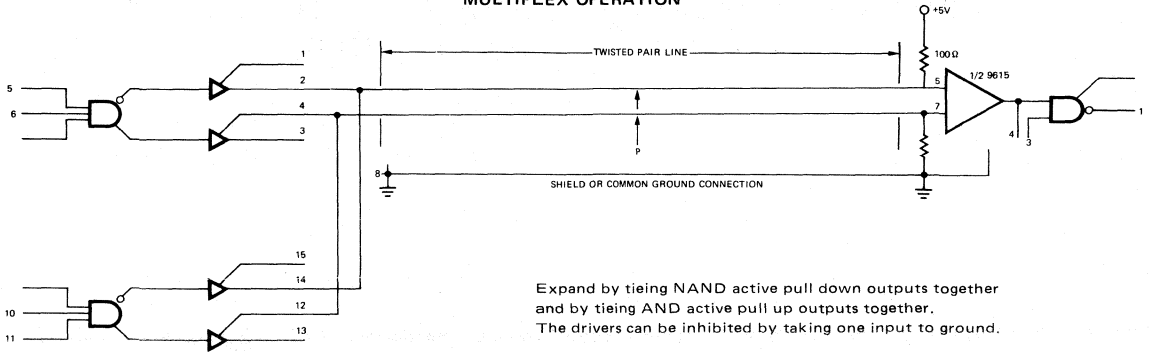 MULTIPLEX OPERATION
+5V
100Ω
TWISTED PAIR LINE
1/2 9615
1
2
4
3
5
6
5
7
4
3
1
P
8
SHIELD OR COMMON GROUND CONNECTION
15
14
12
13
10
11
Expand by tieing NAND active pull down outputs together
and by tieing AND active pull up outputs together.
The drivers can be inhibited by taking one input to ground.